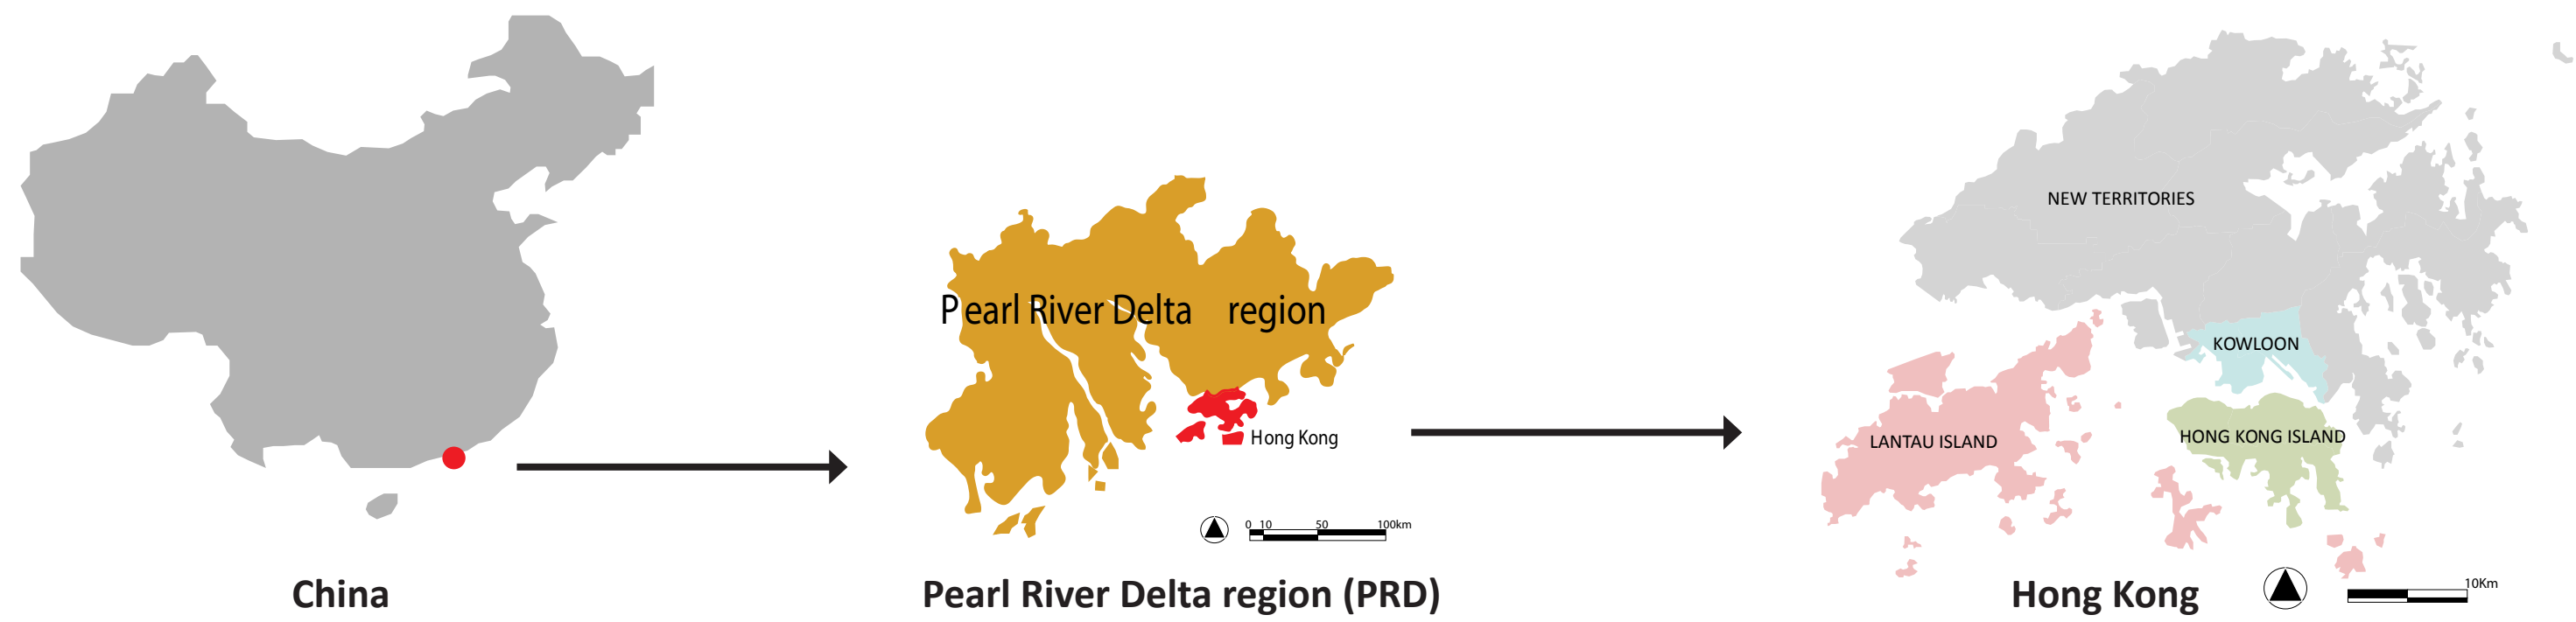 Pearl River Delta region
Hong Kong
0 10 50 100km
NEW TERRITORIES
KOWLOON
LANTAU ISLAND
HONG KONG ISLAND
10Km
China
Pearl River Delta region (PRD)
Hong Kong